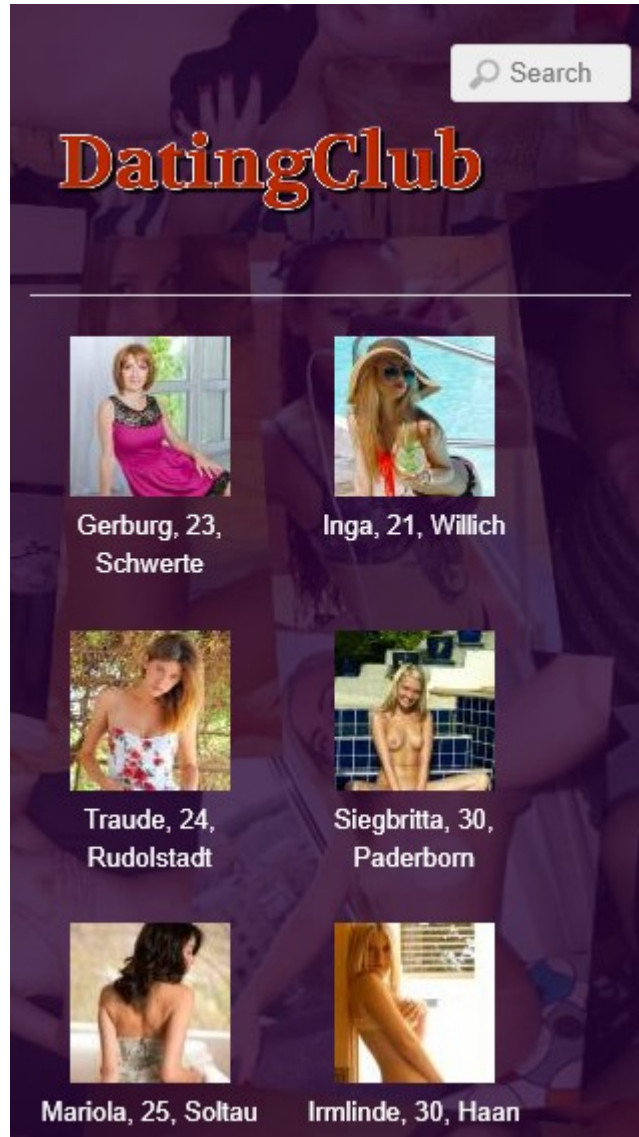 Search
DatingClub
Gerburg, 23,
Schwerte
Inga, 21, Willich
Traude, 24,
Rudolstadt
Siegbritta, 30,
Paderborn
Mariola, 25, Soltau
Irmlinde, 30, Haan